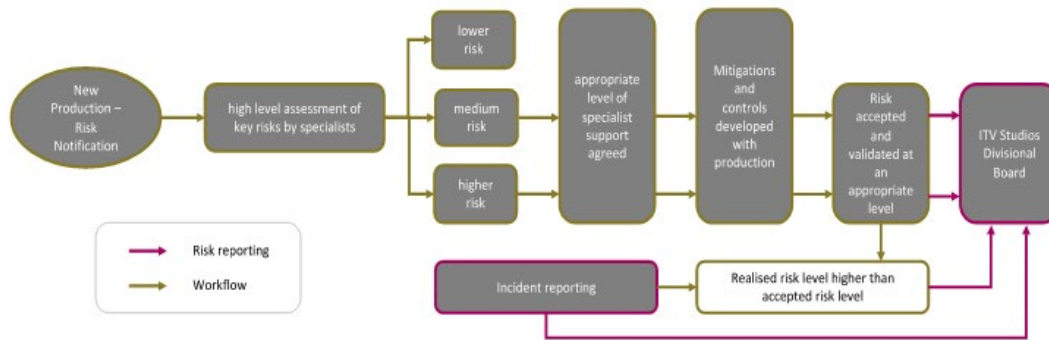 New
Production –
Risk
Notification
high level assessment of
key risks by specialists
lower
risk
medium
risk
higher
risk
appropriate
level of
specialist
support
agreed
Mitigations
and
controls
developed
with
production
Risk
accepted
and
validated at
an
appropriate
level
ITV Studios
Divisional
Board
Risk reporting
Workflow
Incident reporting
Realised risk level higher than
accepted risk level